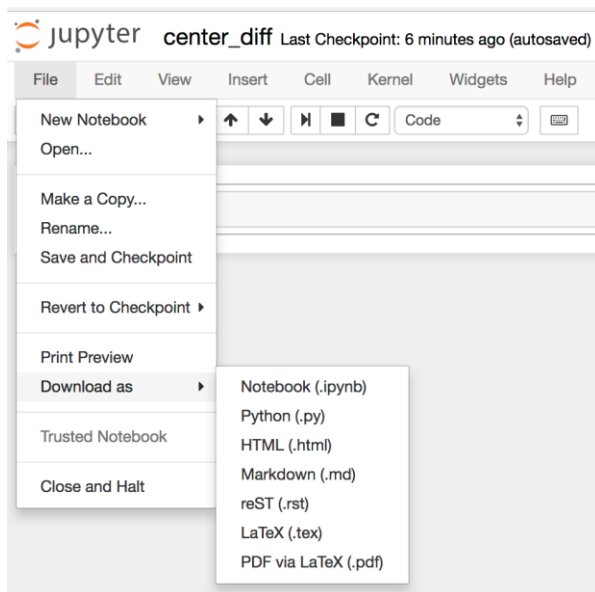 jupyter center_diff Last Checkpoint: 6 minutes ago (autosaved)
File Edit View Insert Cell Kernel Widgets Help
New Notebook
Code
Open...
Make a Copy...
Rename...
Save and Checkpoint
Revert to Checkpoint
Print Preview
Download as
Notebook (.ipynb)
Python (.py)
HTML (.html)
Markdown (.md)
reST (.rst)
LaTeX (.tex)
PDF via LaTeX (.pdf)
Trusted Notebook
Close and Halt